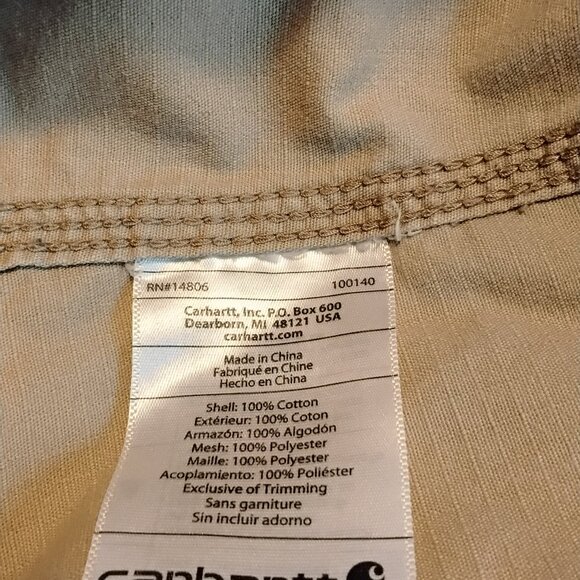 RN#14806 100140
Carhartt, Inc. P.O. Box 600
Dearborn, MI 48121 USA
carhartt.com
Made in China
Fabriqué en Chine
Hecho en China
Shell: 100% Cotton
Extérieur: 100% Coton
Armazón: 100% Algodón
Mesh: 100% Polyester
Maille: 100% Polyester
Acoplamiento: 100% Poliéster
Exclusive of Trimming
Sans garniture
Sin incluir adorno
carhartt